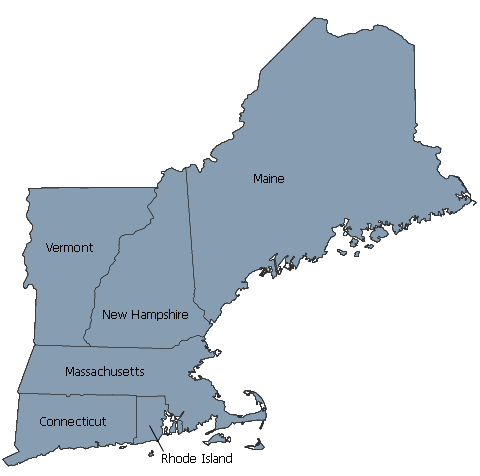 Maine
Vermont
New Hampshire
Massachusetts
Connecticut
Rhode Island